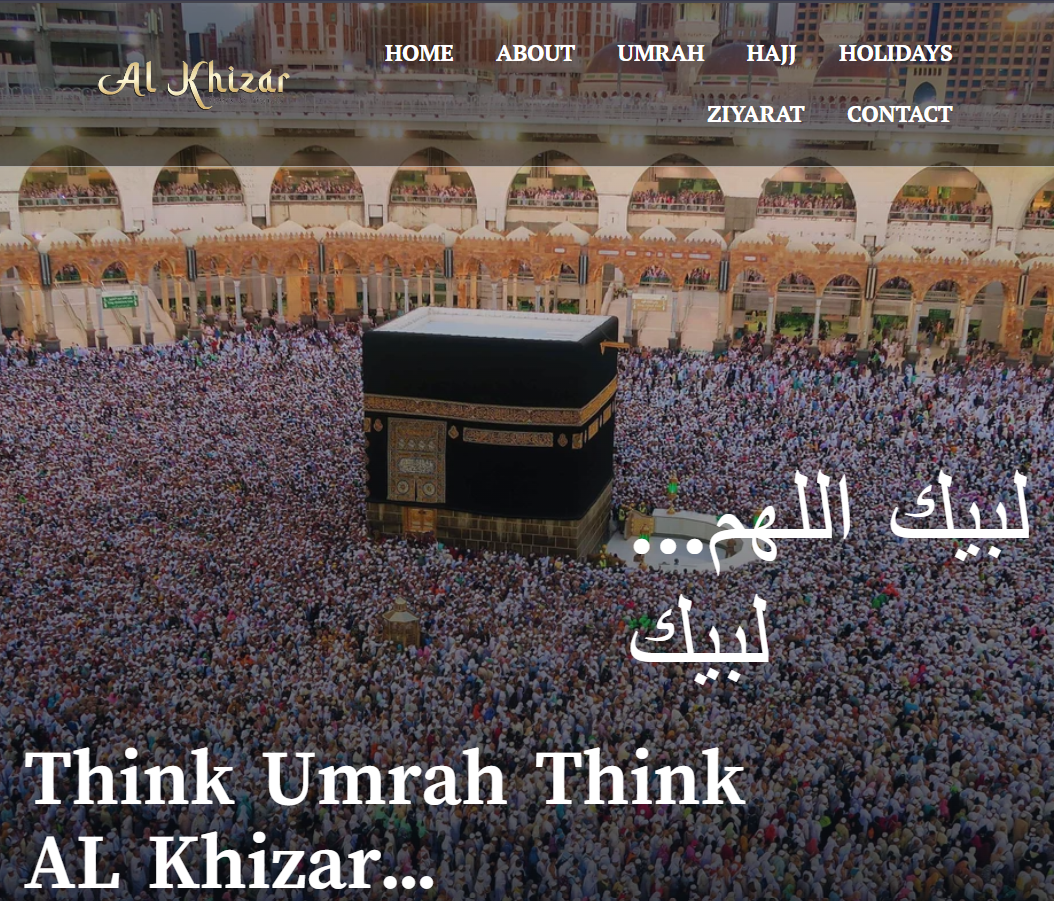 Al Khizar
HOME ABOUT UMRAH HAJJ HOLIDAYS
ZIYARAT CONTACT
لبيك اللهم...
لبيك
Think Umrah Think
AL Khizar...